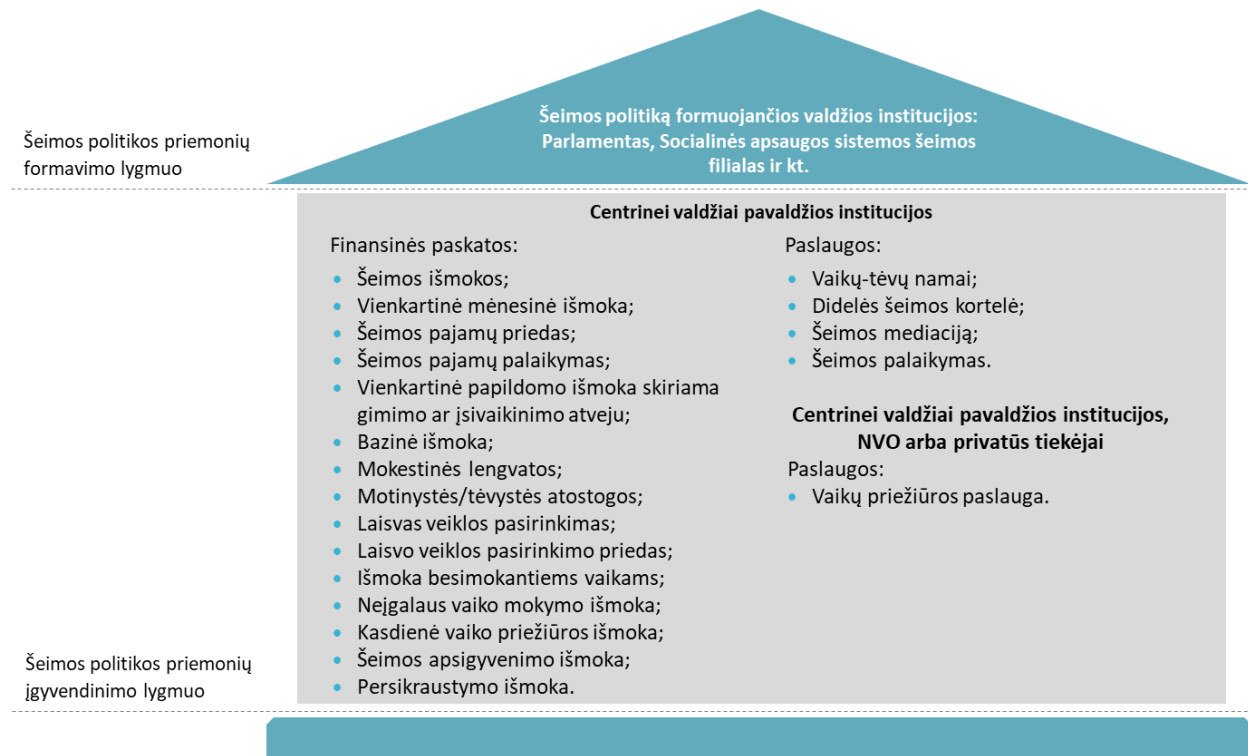 Šeimos politiką formuojančios valdžios institucijos:
Parlamentas, Socialinės apsaugos sistemos šeimos
filialas ir kt.
Šeimos politikos priemonių
formavimo lygmuo
Centrinei valdžiai pavaldžios institucijos
Finansinės paskatos:
• Šeimos išmokos;
• Vienkartinė mėnesinė išmoka;
• Šeimos pajamų priedas;
• Šeimos pajamų palaikymas;
• Vienkartinė papildomo išmoka skiriama
gimimo ar įsivaikinimo atveju;
• Bazinė išmoka;
• Mokestinės lengvatos;
• Motinystės/tėvystės atostogos;
• Laisvas veiklos pasirinkimas;
• Laisvo veiklos pasirinkimo priedas;
• Išmoka besimokantiems vaikams;
• Neįgalaus vaiko mokymo išmoka;
• Kasdienė vaiko priežiūros išmoka;
• Šeimos apsigyvenimo išmoka;
• Persikraustymo išmoka.
Paslaugos:
• Vaikų-tėvų namai;
• Didelės šeimos kortelė;
• Šeimos mediaciją;
• Šeimos palaikymas.
Centrinei valdžiai pavaldžios institucijos,
NVO arba privatūs tiekėjai
Paslaugos:
• Vaikų priežiūros paslauga.
Šeimos politikos priemonių
įgyvendinimo lygmuo